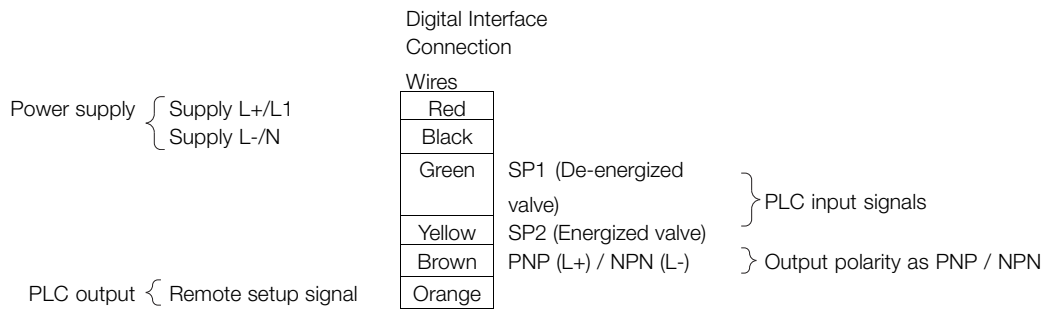 Digital Interface
Connection
Wires
Power supply Supply L+/L1 Red
Supply L-/N Black
Green SP1 (De-energized
valve) PLC input signals
Yellow SP2 (Energized valve)
Brown PNP (L+) / NPN (L-) Output polarity as PNP / NPN
PLC output Remote setup signal Orange